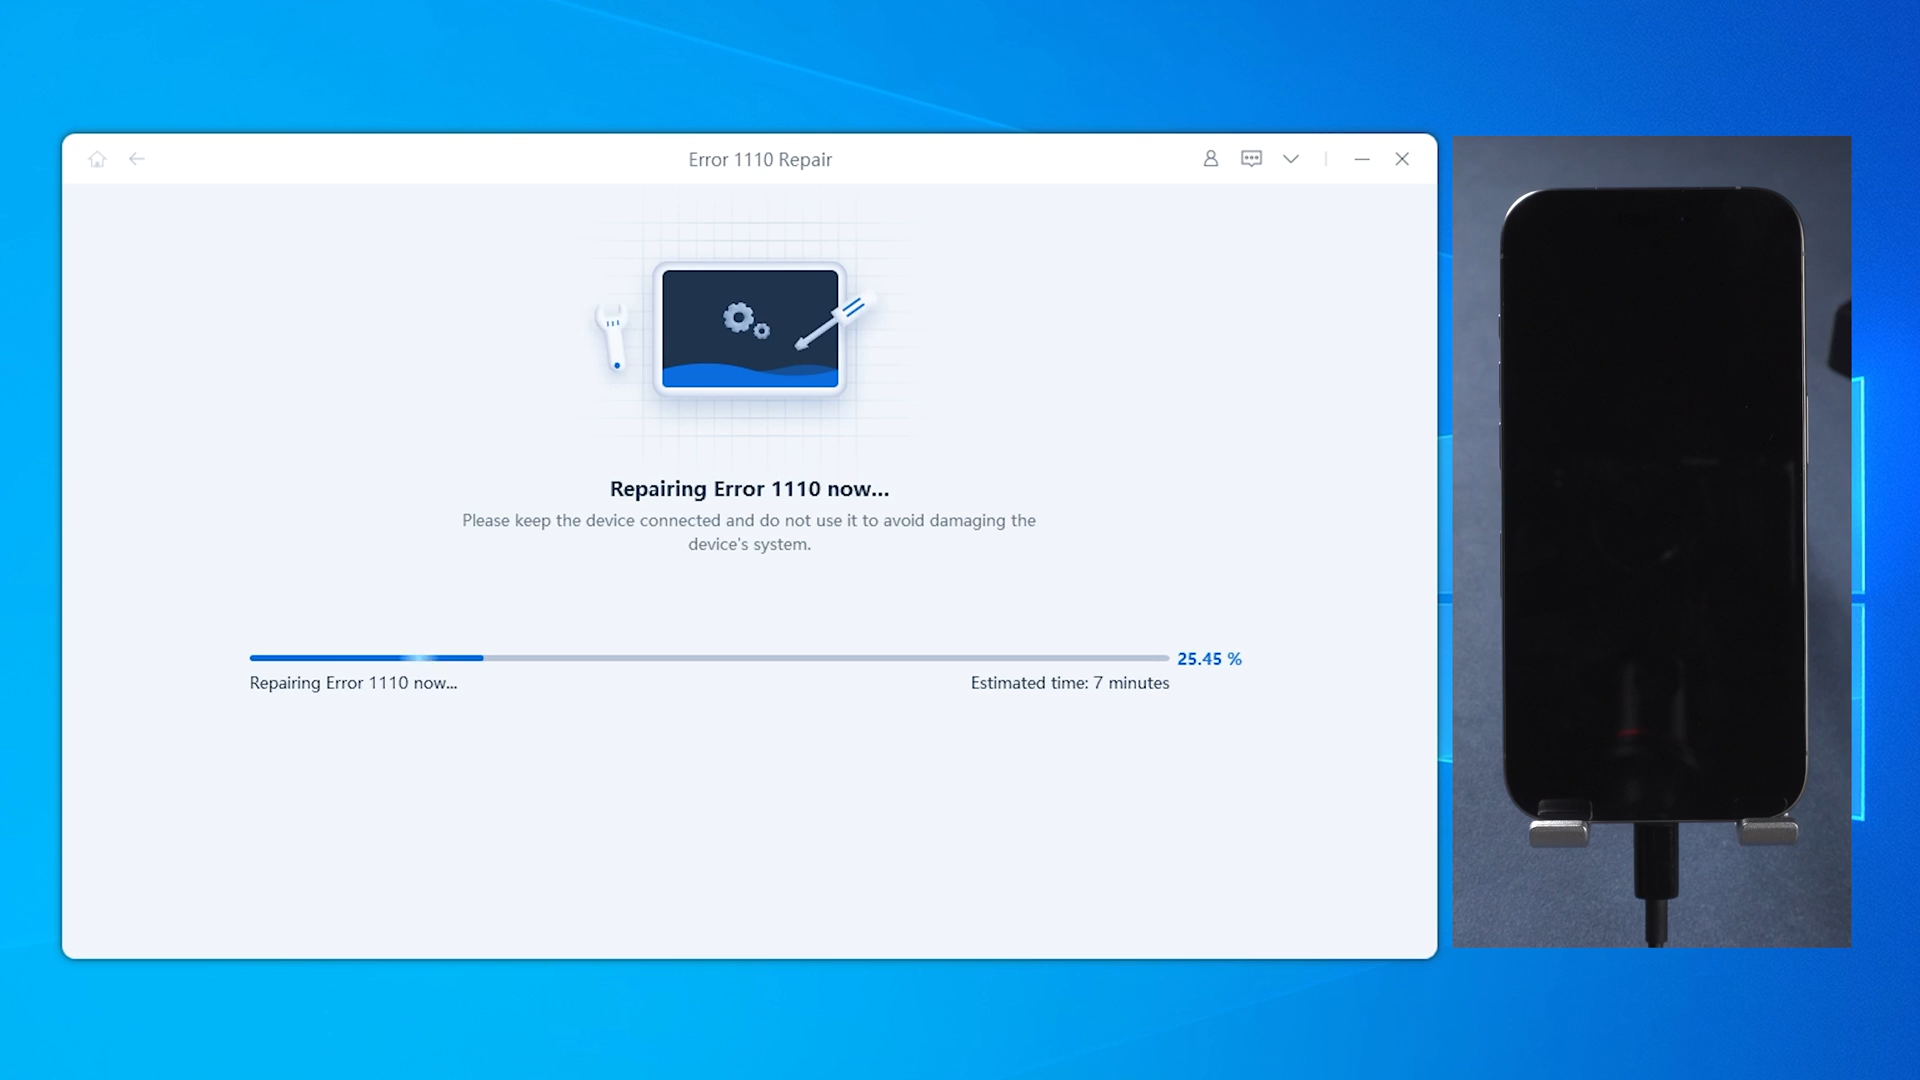 Error 1110 Repair
Repairing Error 1110 now...
Please keep the device connected and do not use it to avoid damaging the
device's system.
25.45 %
Repairing Error 1110 now...
Estimated time: 7 minutes